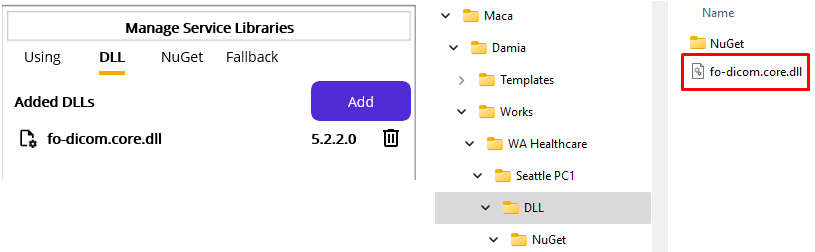 Manage Service Libraries
Using DLL NuGet Fallback
Added DLLs Add
fo-dicom.core.dll 5.2.2.0
Maca
Damia
Templates
Works
WA Healthcare
Seattle PC1
DLL
NuGet
Name
NuGet
fo-dicom.core.dll